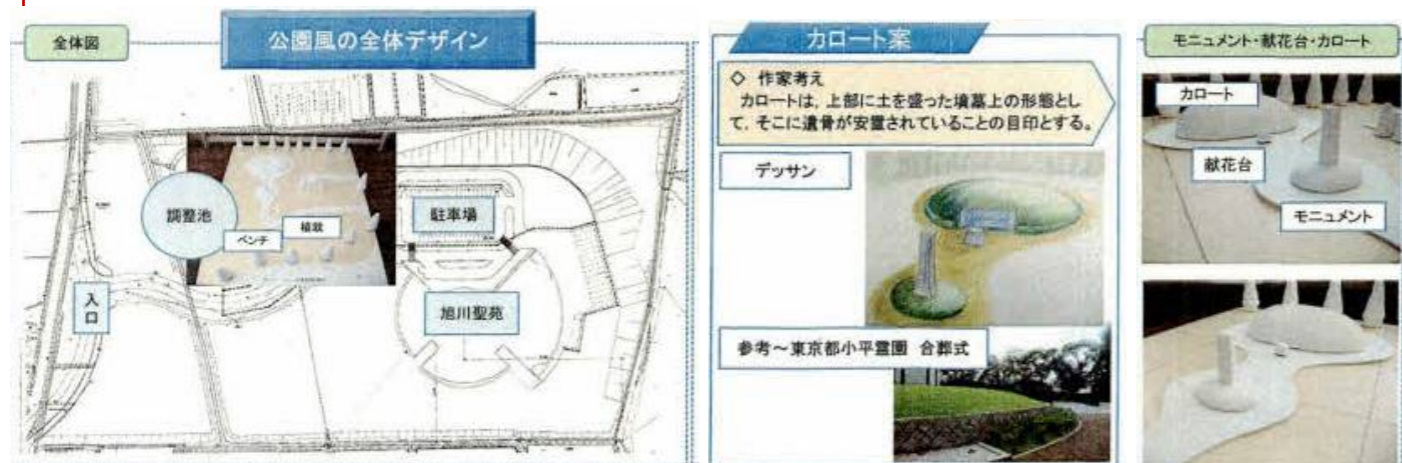 全体図
公園風の全体デザイン
調整池
ベンチ
植栽
駐車場
入口
旭川聖苑
カロート案
◇ 作家考え
カロートは、上部に土を盛った墳墓上の形態とし
て、そこに遺骨が安置されていることの目印とする。
デッサン
参考～東京都小平霊園 合葬式
モニュメント・献花台・カロート
カロート
献花台
モニュメント